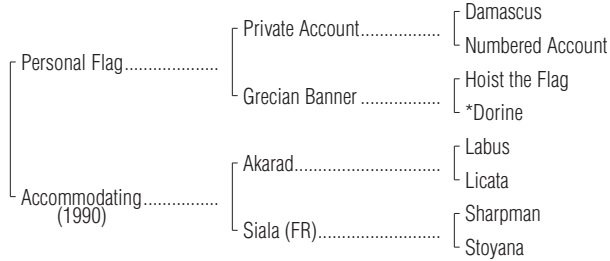 Damascus
Private Account....................
Numbered Account
Personal Flag.....................
Hoist the Flag
Grecian Banner ....................
*Dorine
Labus
Akarad.....................................
Licata
Accommodating..................
(1990)
Sharpman
Siala (FR)...............................
Stoyana